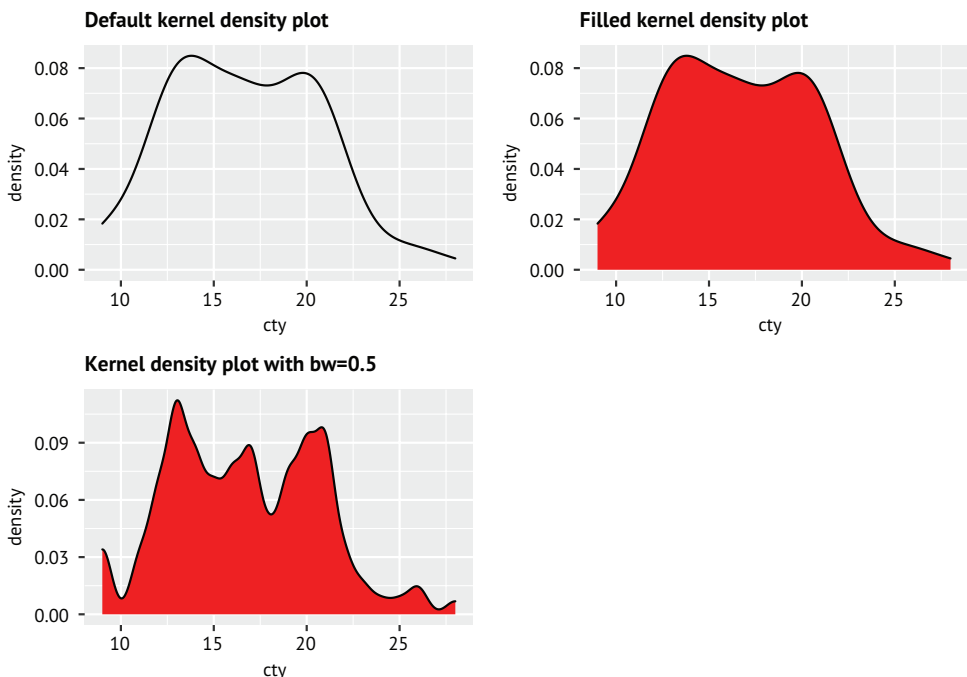 Default kernel density plot
density
0.08
0.06
0.04
0.02
0.00
10 15 20 25
cty
Filled kernel density plot
density
0.08
0.06
0.04
0.02
0.00
10 15 20 25
cty
Kernel density plot with bw=0.5
density
0.09
0.06
0.03
0.00
10 15 20 25
cty